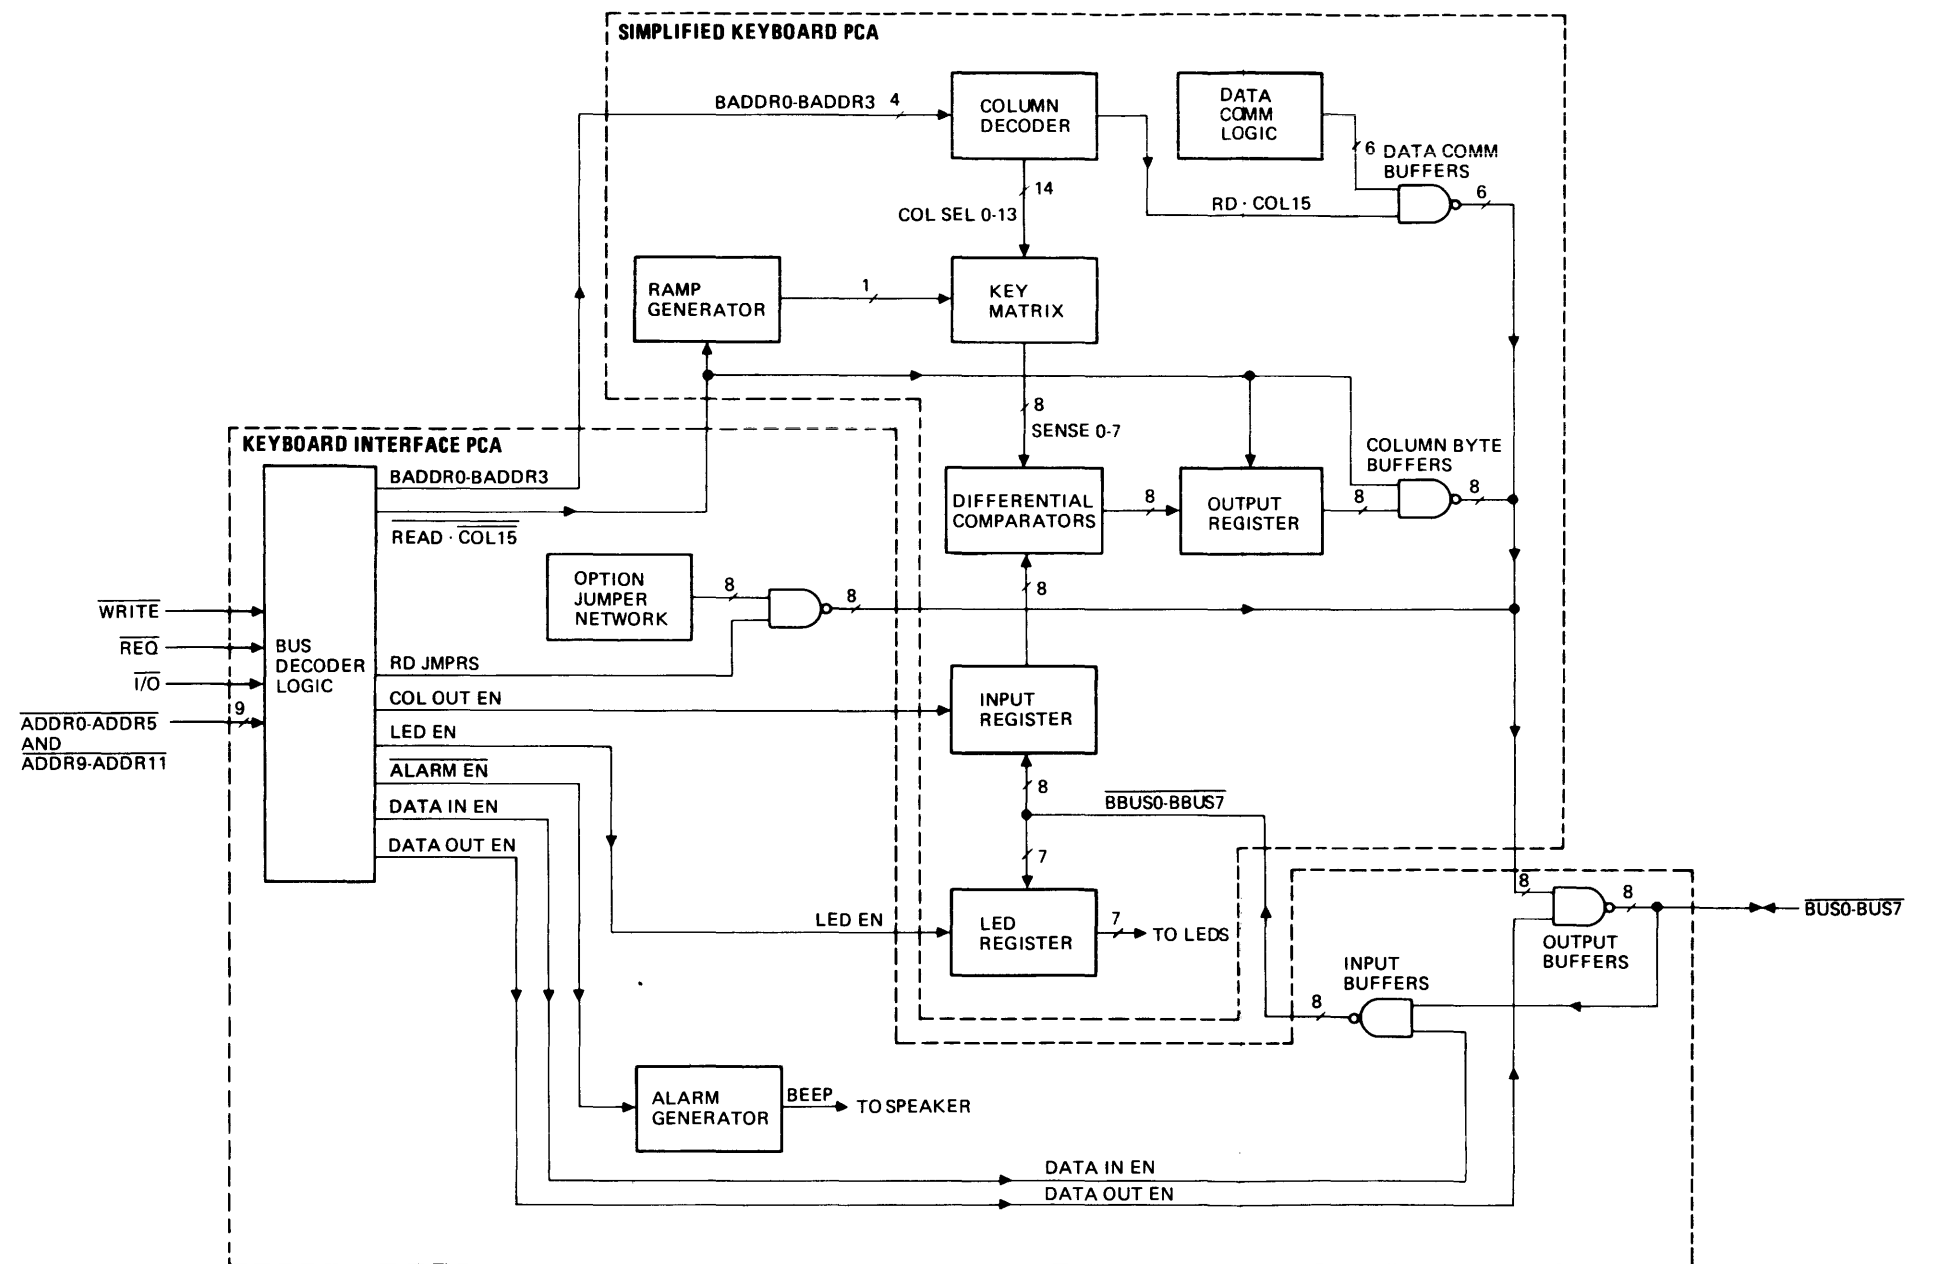 SIMPLIFIED KEYBOARD PCA
BADDR0-BADDR3 4
COLUMN
DECODER
DATA
COMM
LOGIC
6 DATA COMM
BUFFERS
14
COL SEL 0-13
RD · COL15
6
RAMP
GENERATOR
1
KEY
MATRIX
8
SENSE 0-7
KEYBOARD INTERFACE PCA
COLUMN BYTE
BUFFERS
BADDR0-BADDR3
DIFFERENTIAL
COMPARATORS
8
OUTPUT
REGISTER
8
8
READ · COL15
OPTION
JUMPER
NETWORK
8
8
8
WRITE
REQ
I/O
9
ADDR0-ADDR5
AND
ADDR9-ADDR11
BUS
DECODER
LOGIC
RD JMPRS
COL OUT EN
INPUT
REGISTER
LED EN
ALARM EN
8
BBUS0-BBUS7
DATA IN EN
DATA OUT EN
7
8
8
BUS0-BUS7
LED EN
LED
REGISTER
7
TO LEDS
OUTPUT
BUFFERS
INPUT
BUFFERS
8
ALARM
GENERATOR
BEEP
TO SPEAKER
DATA IN EN
DATA OUT EN